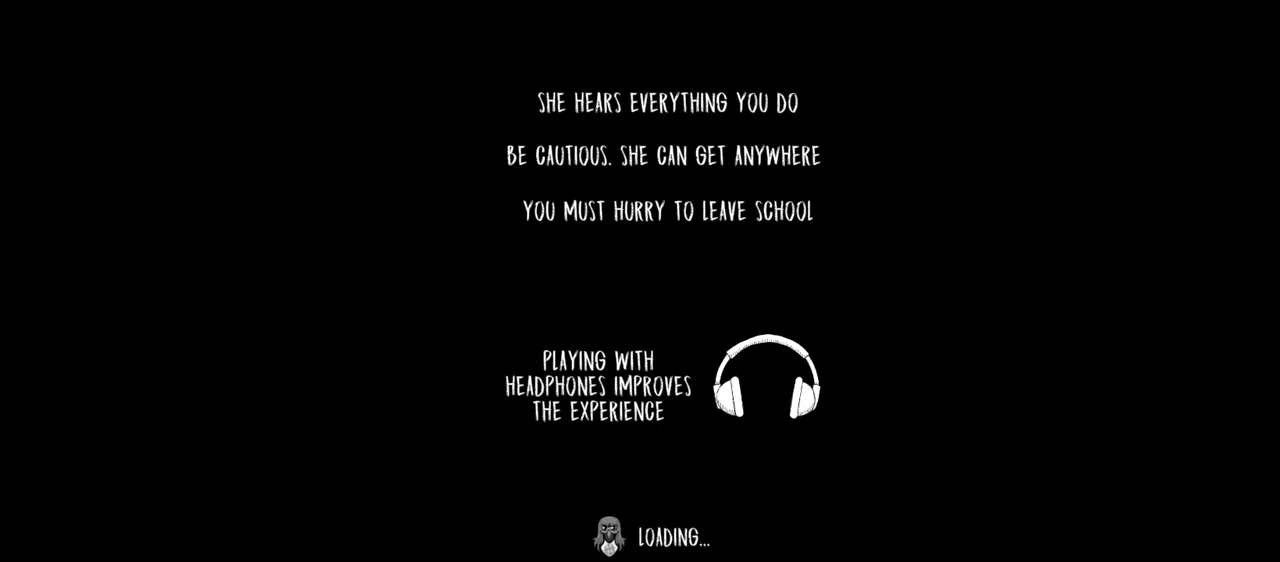 SHE HEARS EVERYTHING YOU DO
BE CAUTIOUS. SHE CAN GET ANYWHERE
YOU MUST HURRY TO LEAVE SCHOOL
PLAYING WITH
HEADPHONES IMPROVES
THE EXPERIENCE
LOADING...